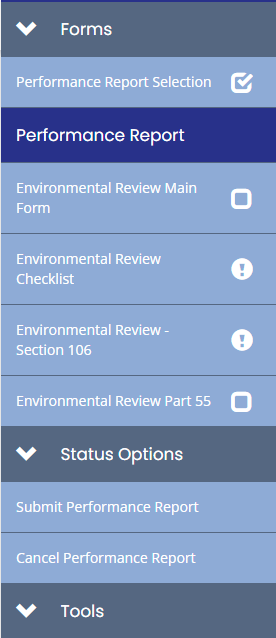 Forms
Performance Report Selection
Performance Report
Environmental Review Main
Form
Environmental Review
Checklist
Environmental Review -
Section 106
Environmental Review Part 55
Status Options
Submit Performance Report
Cancel Performance Report
Tools